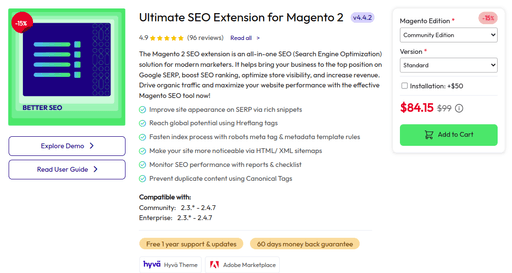 -15%
BETTER SEO
Explore Demo
Read User Guide
Ultimate SEO Extension for Magento 2 v4.4.2
4.9 (96 reviews) Read all >
The Magento 2 SEO extension is an all-in-one SEO (Search Engine Optimization)
solution for modern marketers. It helps bring your business to the top position on
Google SERP, boost SEO ranking, optimize store visibility, and increase revenue.
Drive organic traffic and maximize your website performance with the effective
Magento SEO tool now!
Improve site appearance on SERP via rich snippets
Reach global potential using Hreflang tags
Fasten index process with robots meta tag & metadata template rules
Make your site more noticeable via HTML/ XML sitemaps
Monitor SEO performance with reports & checklist
Prevent duplicate content using Canonical Tags
Compatible with:
Community: 2.3.* - 2.4.7
Enterprise: 2.3.* - 2.4.7
Free 1 year support & updates 60 days money back guarantee
hyvä Hyvä Theme Adobe Marketplace
Magento Edition * -15%
Community Edition
Version *
Standard
Installation: +$50
$84.15 $99
Add to Cart